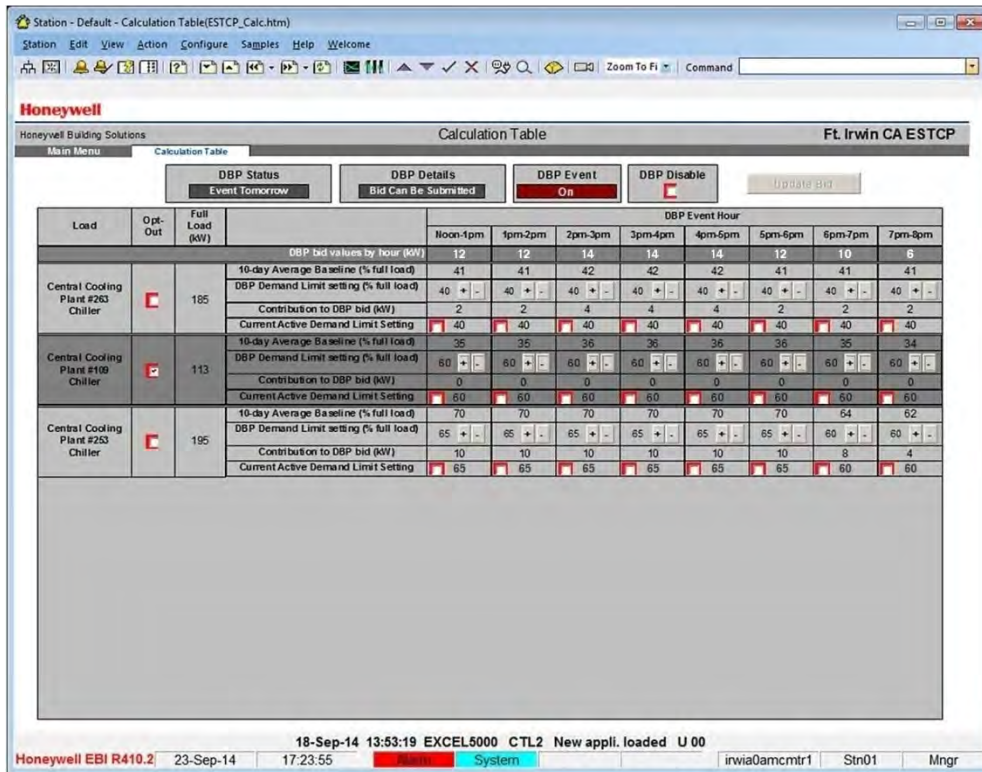 Station - Default - Calculation Table(ESTCP_Calc.htm)
Station Edit View Action Configure Samples Help Welcome
Zoom To Fi Command
Honeywell
Honeywell Building Solutions Calculation Table Ft. Irwin CA ESTCP
Main Menu Calculation Table
DBP Status DBP Details DBP Event DBP Disable
Event Tomorrow Bid Can Be Submitted On Update Bid
Load Opt-Out Full Load (kW) DBP Event Hour
Noon-1pm 1pm-2pm 2pm-3pm 3pm-4pm 4pm-5pm 5pm-6pm 6pm-7pm 7pm-8pm
DBP bid values by hour (kW) 12 12 14 14 14 12 10 6
Central Cooling Plant #263 Chiller 185
10-day Average Baseline (% full load) 41 41 42 42 42 41 41 41
DBP Demand Limit setting (% full load) 40 + - 40 + - 40 + - 40 + - 40 + - 40 + - 40 + - 40 + -
Contribution to DBP bid (kW) 2 2 4 4 4 2 2 2
Current Active Demand Limit Setting 40 40 40 40 40 40 40 40
Central Cooling Plant #109 Chiller 113
10-day Average Baseline (% full load) 35 35 36 36 36 36 35 34
DBP Demand Limit setting (% full load) 60 + - 60 + - 60 + - 60 + - 60 + - 60 + - 60 + - 60 + -
Contribution to DBP bid (kW) 0 0 0 0 0 0 0 0
Current Active Demand Limit Setting 60 60 60 60 60 60 60 60
Central Cooling Plant #253 Chiller 195
10-day Average Baseline (% full load) 70 70 70 70 70 70 64 62
DBP Demand Limit setting (% full load) 65 + - 65 + - 65 + - 65 + - 65 + - 65 + - 60 + - 60 + -
Contribution to DBP bid (kW) 10 10 10 10 10 10 8 4
Current Active Demand Limit Setting 65 65 65 65 65 65 60 60
18-Sep-14 13:53:19 EXCEL5000 CTL2 New appli. loaded U 00
Honeywell EBI R410.2 23-Sep-14 17:23:55 Alarm System irwia0amcmtr1 Stn01 Mngr